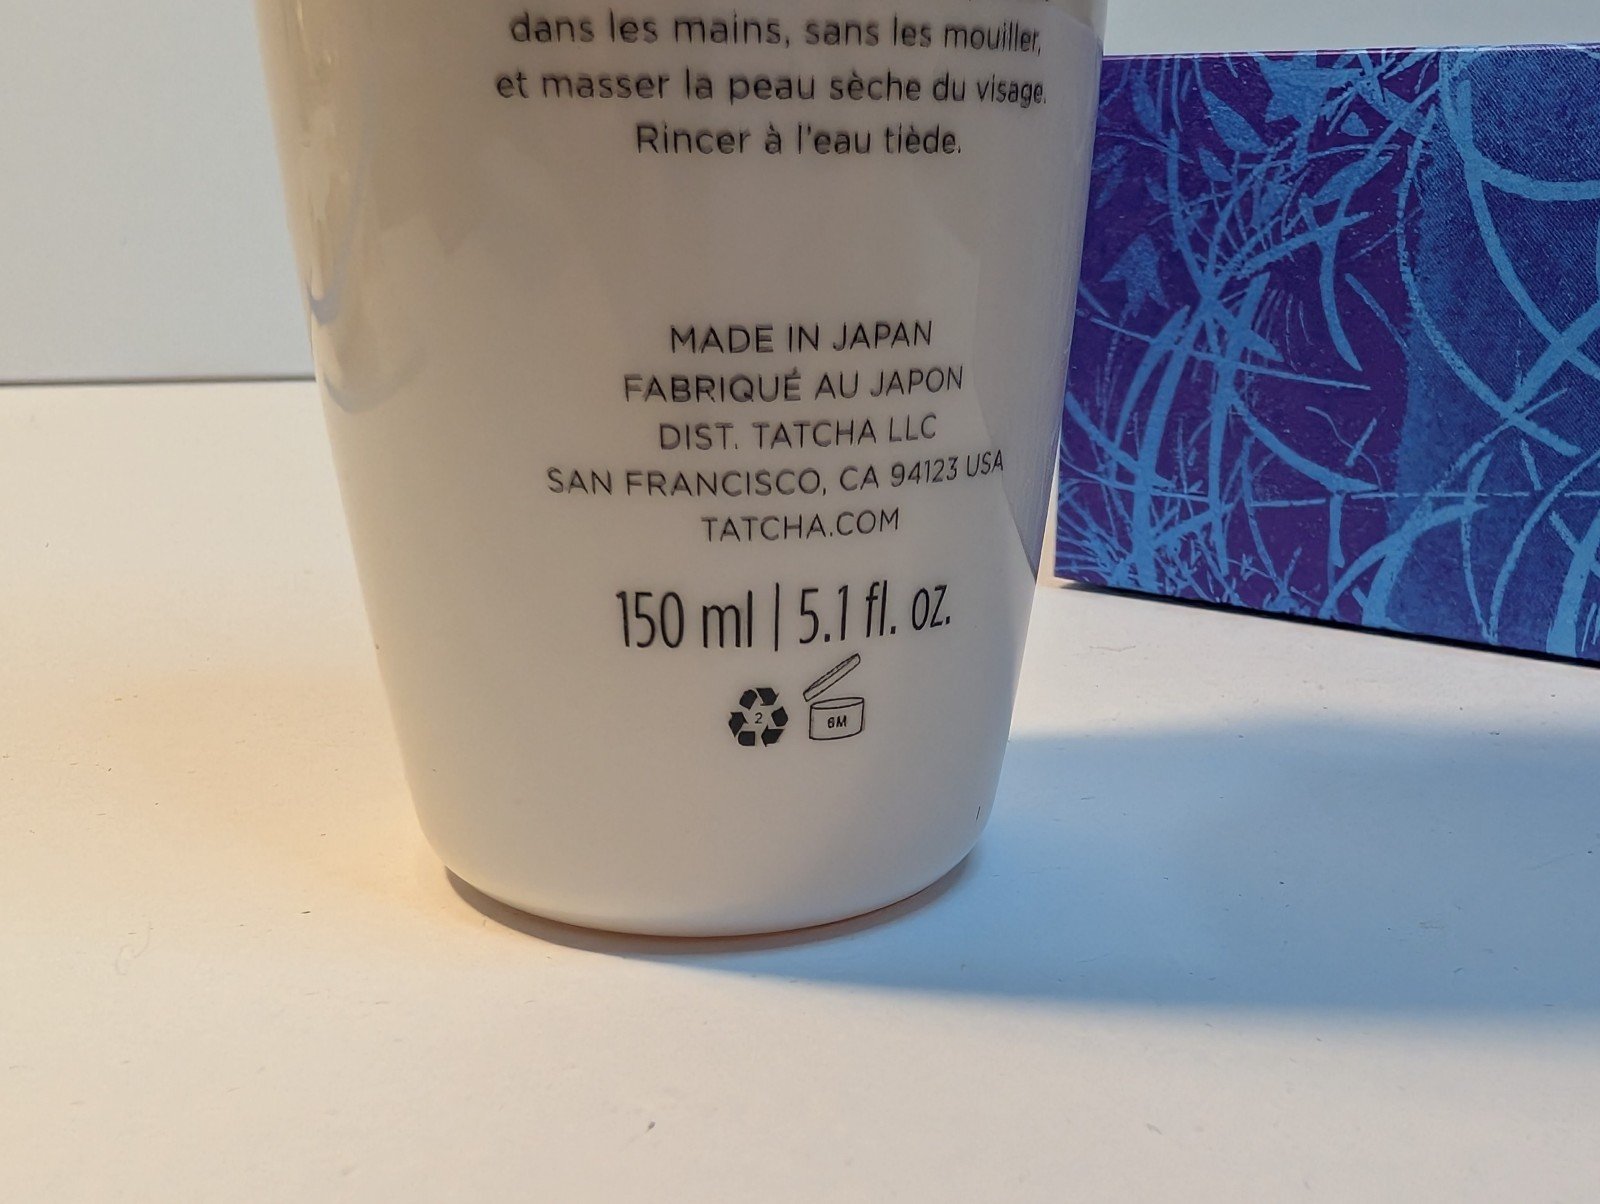 dans les mains, sans les mouiller,
et masser la peau sèche du visage.
Rincer à l'eau tiède.
MADE IN JAPAN
FABRIQUÉ AU JAPON
DIST. TATCHA LLC
SAN FRANCISCO, CA 94123 USA
TATCHA.COM
150 ml | 5.1 fl. oz.
2
6M